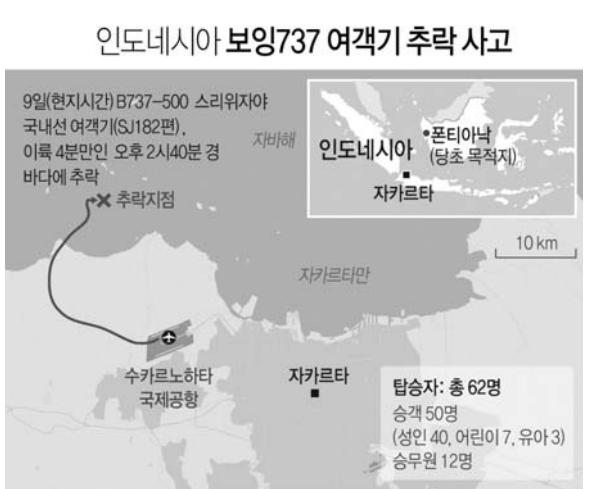 인도네시아 보잉737 여객기 추락 사고
9일(현지시간) B737-500 스리위자야
국내선 여객기(SJ182편),
이륙 4분만인 오후 2시40분 경
바다에 추락
추락지점
자바해
인도네시아
폰티아낙
(당초 목적지)
자카르타
10 km
자카르타만
수카르노하타
국제공항
자카르타
탑승자: 총 62명
승객 50명
(성인 40, 어린이 7, 유아 3)
승무원 12명